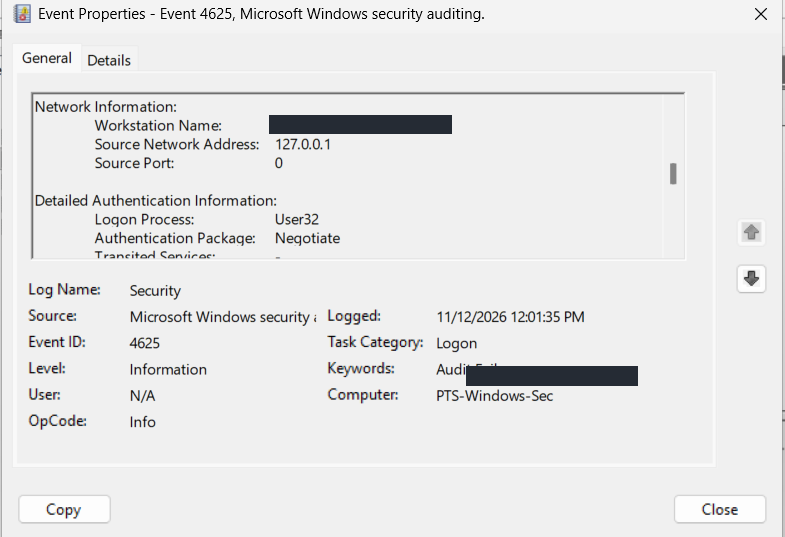 Event Properties - Event 4625, Microsoft Windows security auditing.
General
Details
Network Information:
Workstation Name:
Source Network Address: 127.0.0.1
Source Port: 0
Detailed Authentication Information:
Logon Process: User32
Authentication Package: Negotiate
Transited Services: -
Log Name: Security
Source: Microsoft Windows security a Logged: 11/12/2026 12:01:35 PM
Event ID: 4625 Task Category: Logon
Level: Information Keywords: Audit
User: N/A Computer: PTS-Windows-Sec
OpCode: Info
Copy
Close